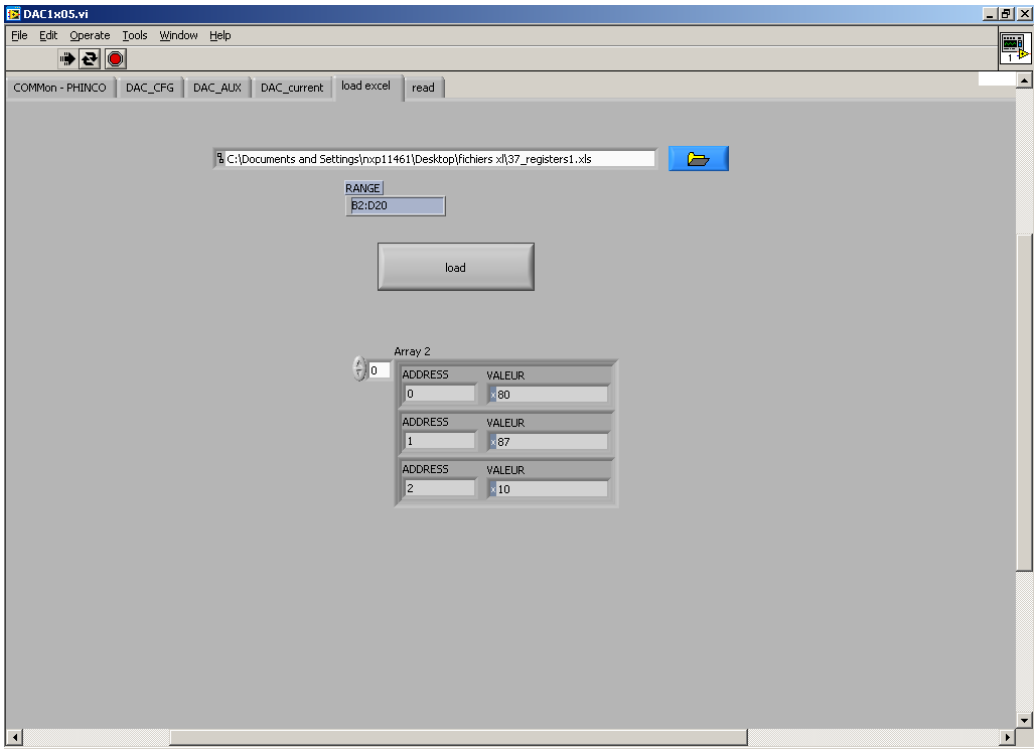 DAC1x05.vi
File Edit Operate Tools Window Help
1
COMMon - PHINCO DAC_CFG DAC_AUX DAC_current load excel read
C:\Documents and Settings\nxp11461\Desktop\fichiers xl\37_registers1.xls
RANGE
B2:D20
load
Array 2
0
ADDRESS VALEUR
0 x 80
ADDRESS VALEUR
1 x 87
ADDRESS VALEUR
2 x 10